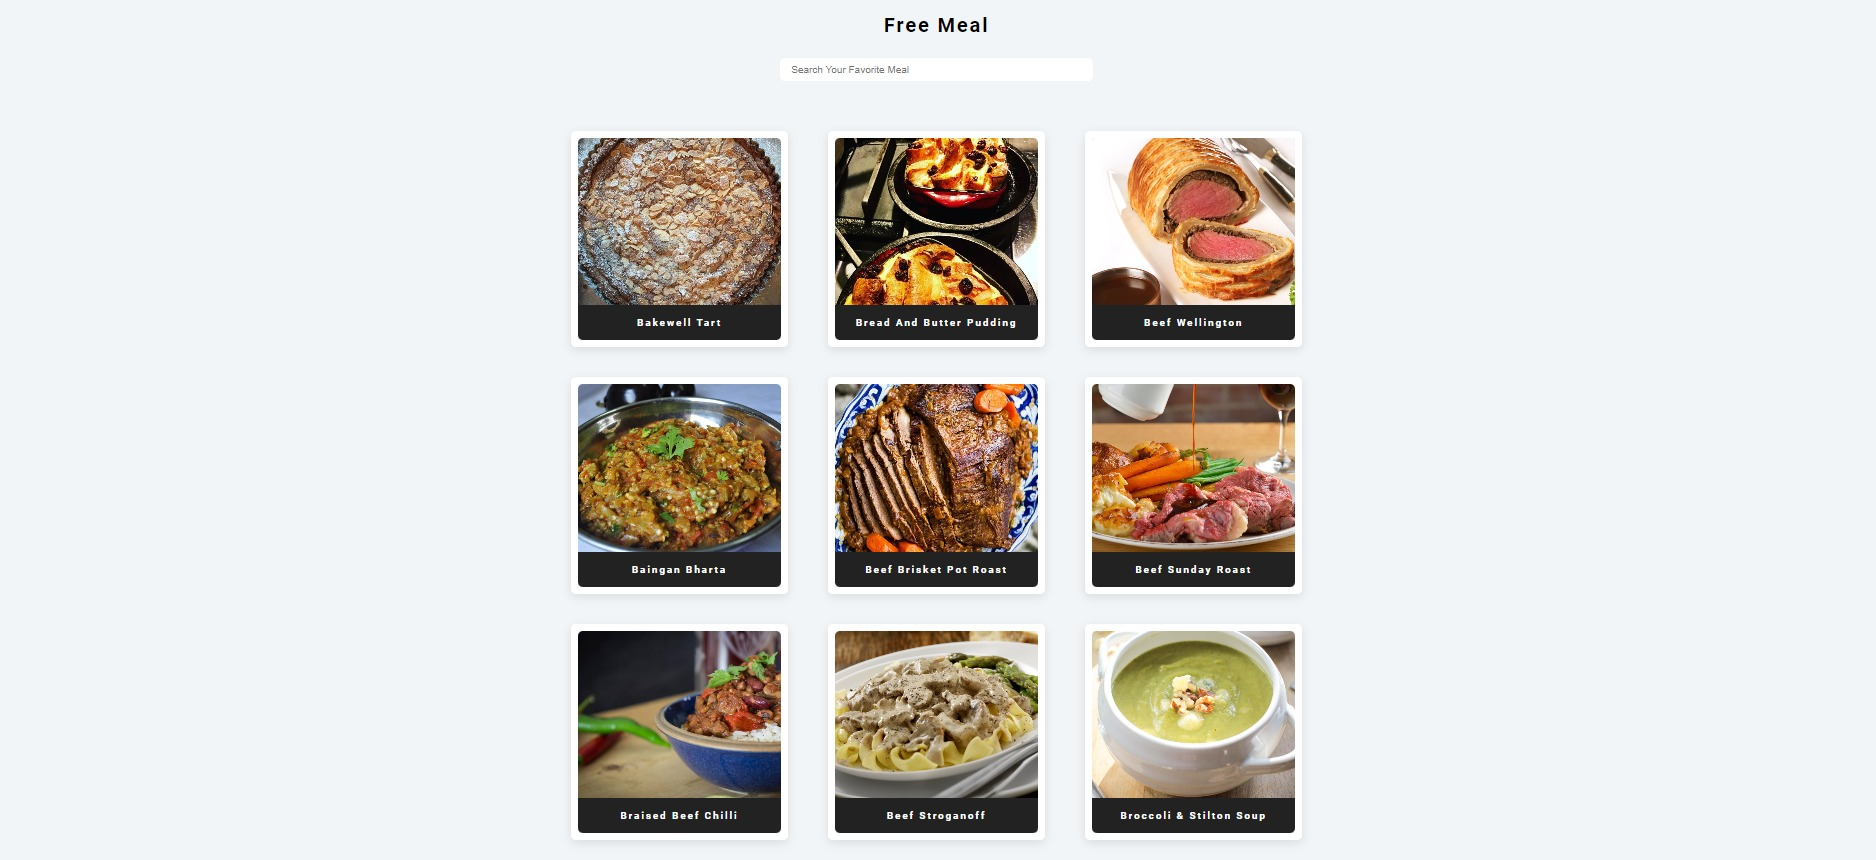 Free Meal
Search Your Favorite Meal
Bakewell Tart
Bread And Butter Pudding
Beef Wellington
Baingan Bharta
Beef Brisket Pot Roast
Beef Sunday Roast
Braised Beef Chilli
Beef Stroganoff
Broccoli & Stilton Soup